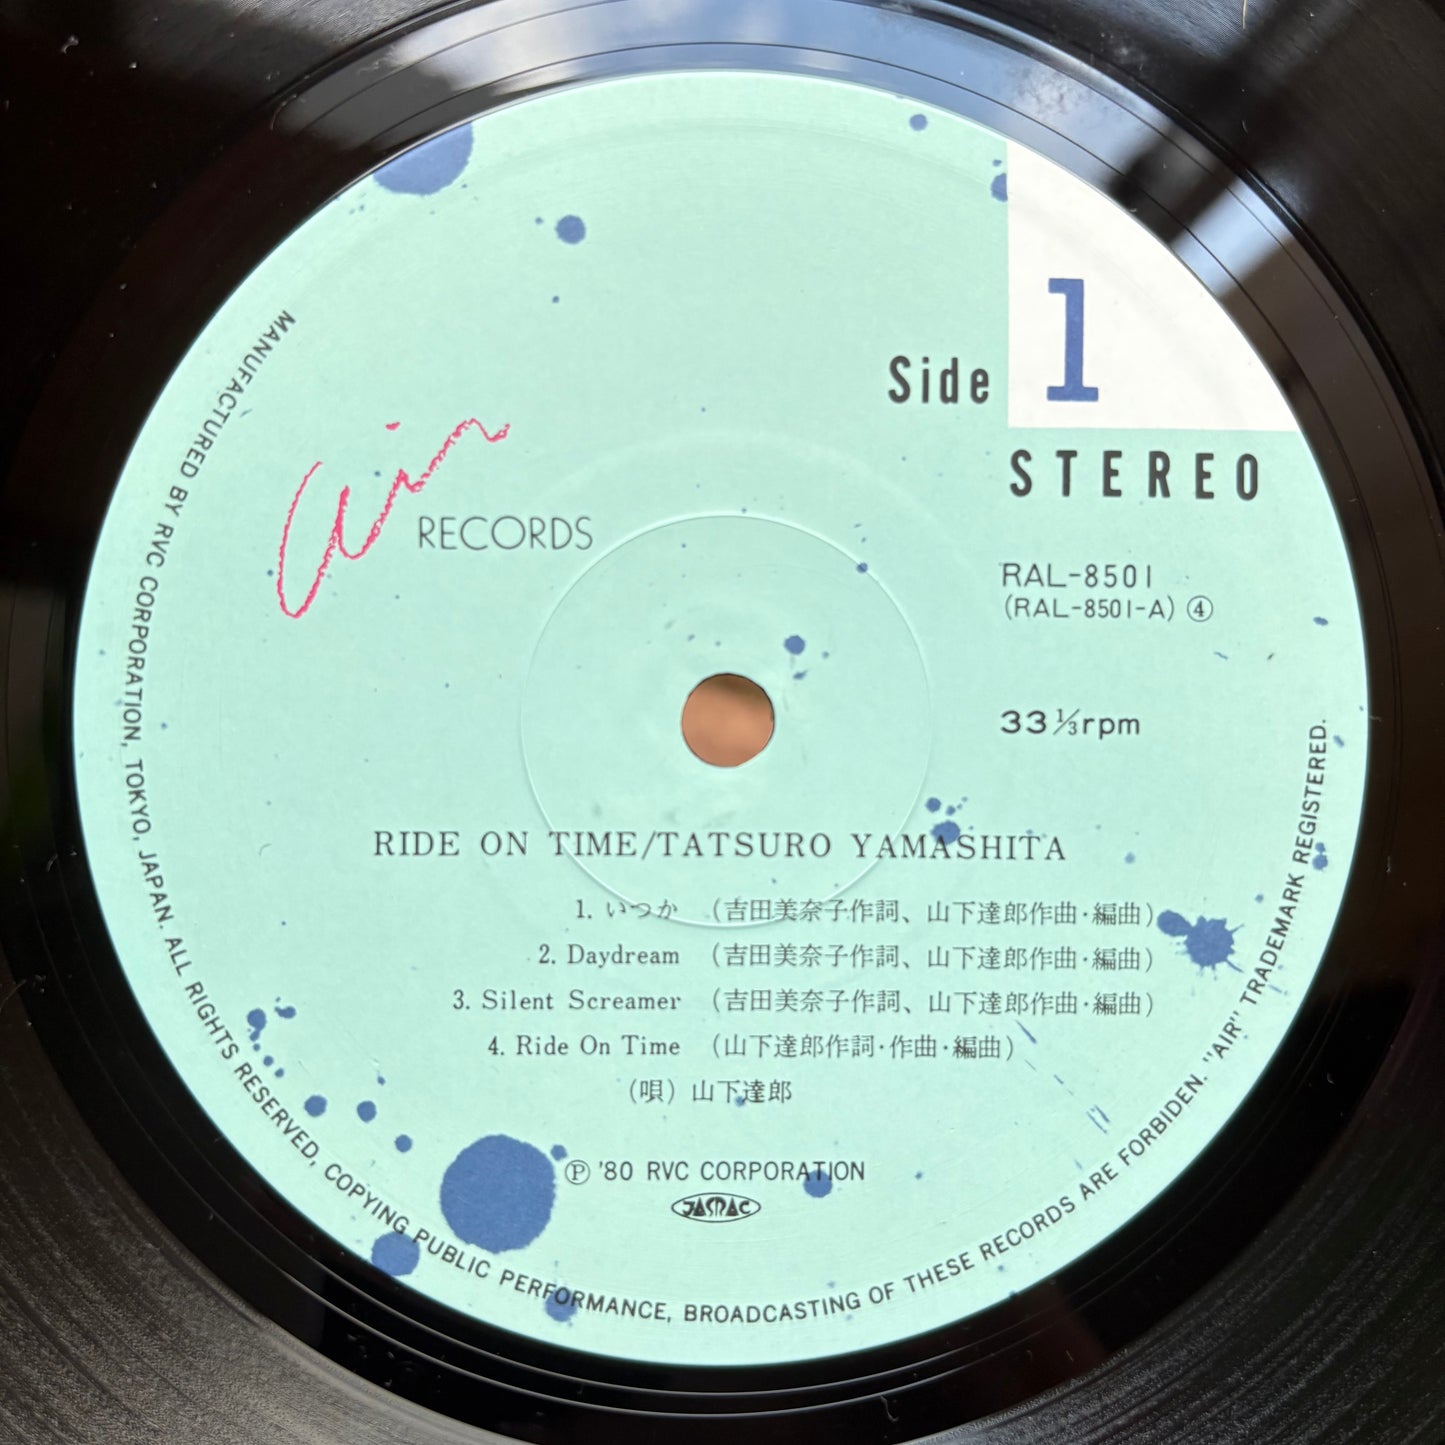 Side 1
STEREO
air RECORDS
RAL-8501
(RAL-8501-A) ④
33 1/3 rpm
RIDE ON TIME/TATSURO YAMASHITA
1. いつか (吉田美奈子作詞、山下達郎作曲・編曲)
2. Daydream (吉田美奈子作詞、山下達郎作曲・編曲)
3. Silent Screamer (吉田美奈子作詞、山下達郎作曲・編曲)
4. Ride On Time (山下達郎作詞・作曲・編曲)
(唄) 山下達郎
Ⓟ '80 RVC CORPORATION
JASRAC
MANUFACTURED BY RVC CORPORATION, TOKYO, JAPAN. ALL RIGHTS RESERVED, COPYING PUBLIC PERFORMANCE, BROADCASTING OF THESE RECORDS ARE FORBIDEN. "AIR" TRADEMARK REGISTERED.